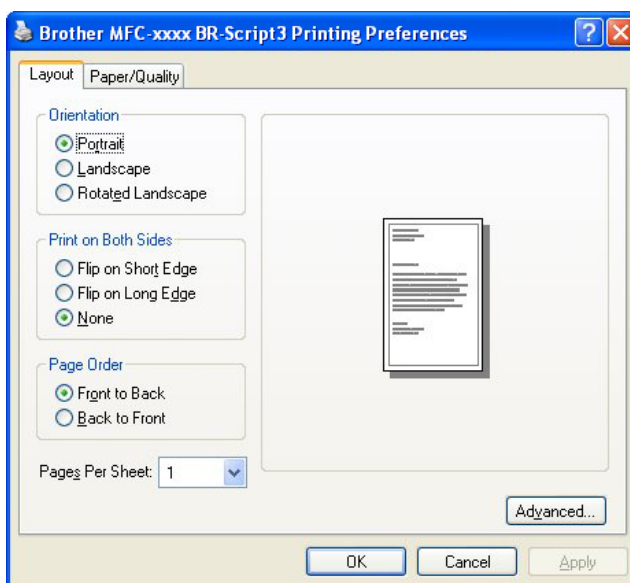 Brother MFC-xxxx BR-Script3 Printing Preferences
Layout Paper/Quality
Orientation
Portrait
Landscape
Rotated Landscape
Print on Both Sides
Flip on Short Edge
Flip on Long Edge
None
Page Order
Front to Back
Back to Front
Pages Per Sheet: 1
Advanced...
OK Cancel Apply